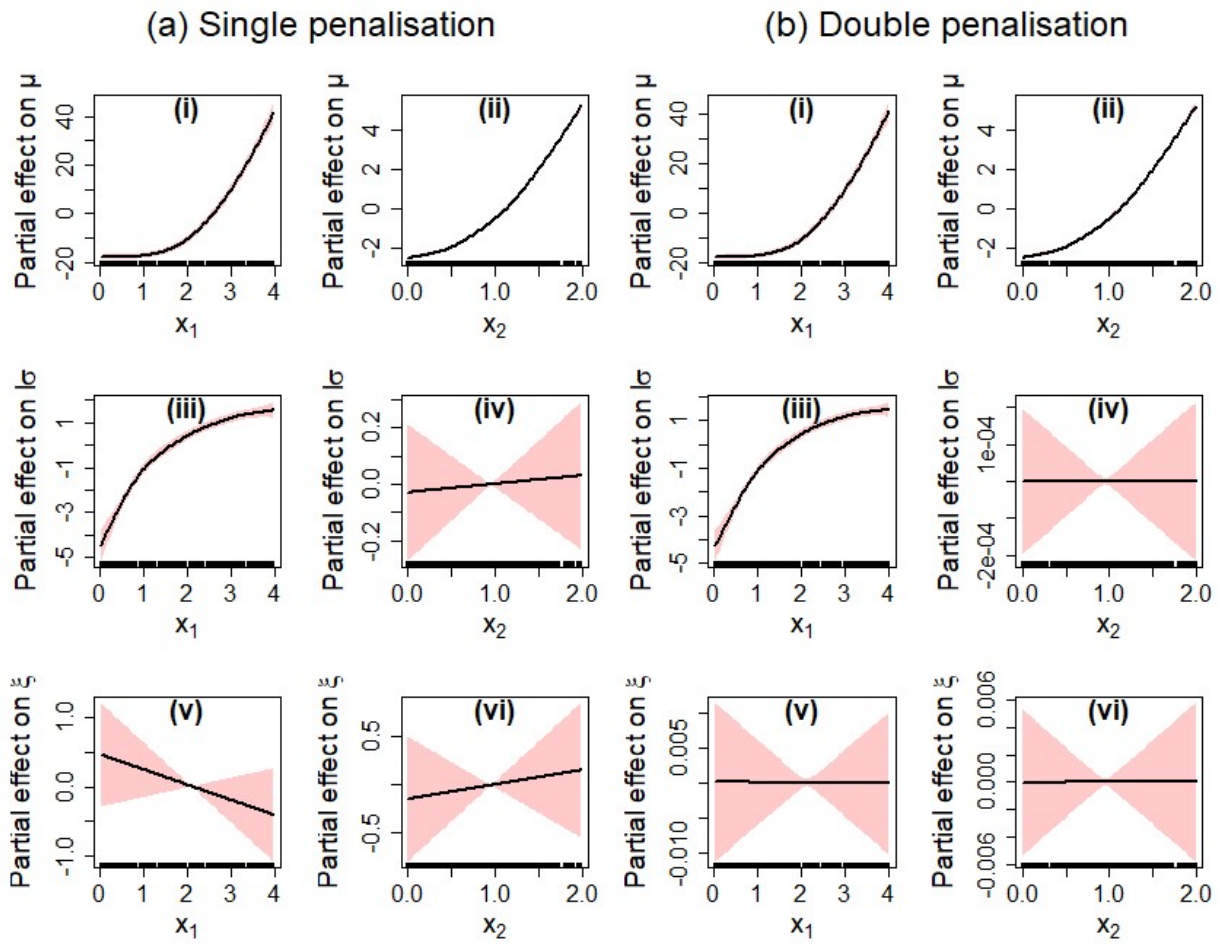 (a) Single penalisation
(b) Double penalisation
Partial effect on μ
-20 0 20 40
(i)
0 1 2 3 4
x₁
Partial effect on μ
-2 0 2 4
(ii)
0.0 1.0 2.0
x₂
Partial effect on μ
-20 0 20 40
(i)
0 1 2 3 4
x₁
Partial effect on μ
-2 0 2 4
(ii)
0.0 1.0 2.0
x₂
Partial effect on lσ
-5 -3 -1 1
(iii)
0 1 2 3 4
x₁
Partial effect on lσ
-0.2 0.0 0.2
(iv)
0.0 1.0 2.0
x₂
Partial effect on lσ
-5 -3 -1 1
(iii)
0 1 2 3 4
x₁
Partial effect on lσ
-2e-04 1e-04
(iv)
0.0 1.0 2.0
x₂
Partial effect on ξ
-1.0 0.0 1.0
(v)
0 1 2 3 4
x₁
Partial effect on ξ
-0.5 0.5
(vi)
0.0 1.0 2.0
x₂
Partial effect on ξ
-0.010 0.005
(v)
0 1 2 3 4
x₁
Partial effect on ξ
-0.006 0.000 0.006
(vi)
0.0 1.0 2.0
x₂